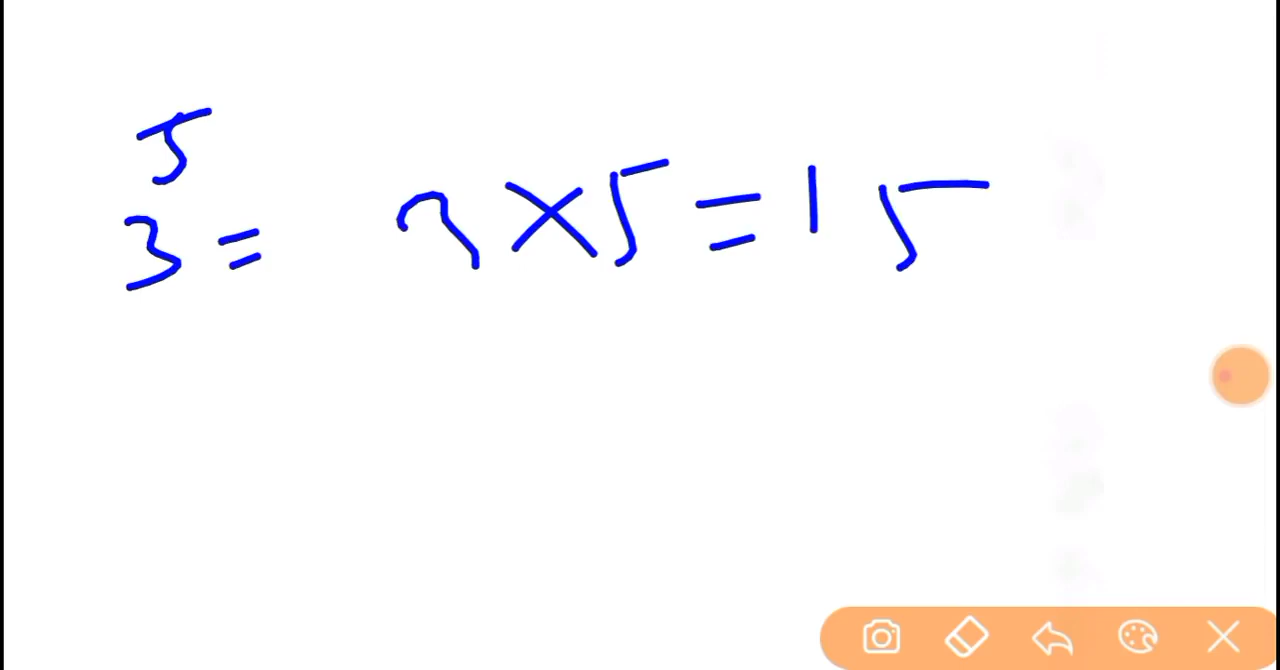 5
3 = 3 × 5 = 15